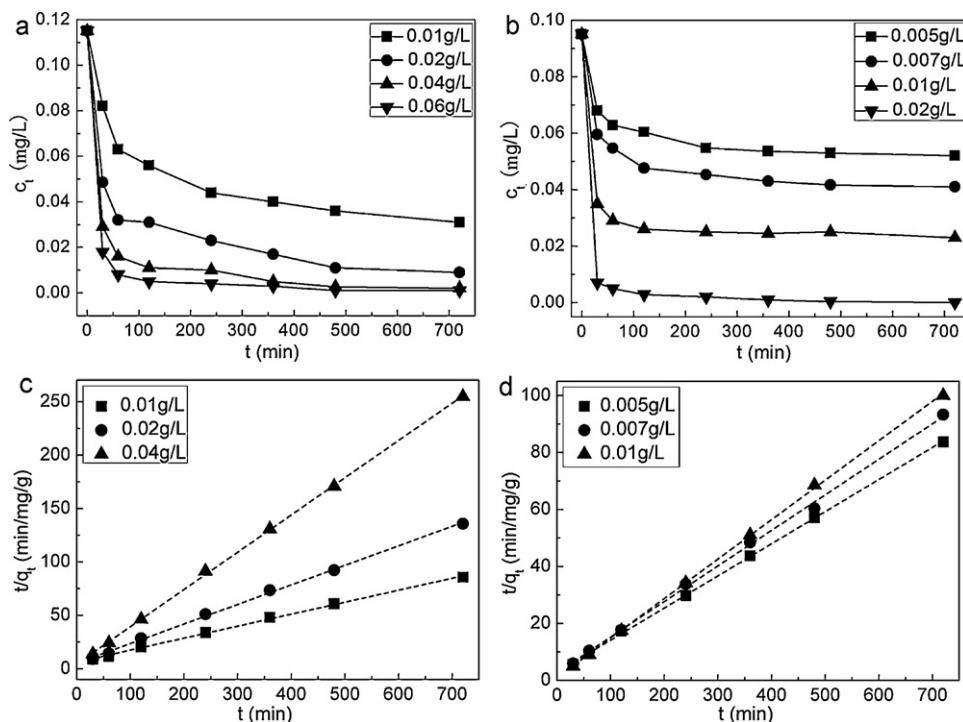 a
0.01g/L
0.02g/L
0.04g/L
0.06g/L
0.12
0.10
0.08
0.06
0.04
0.02
0.00
c_t (mg/L)
0 100 200 300 400 500 600 700
t (min)
b
0.005g/L
0.007g/L
0.01g/L
0.02g/L
0.10
0.08
0.06
0.04
0.02
0.00
c_t (mg/L)
0 100 200 300 400 500 600 700
t (min)
c
0.01g/L
0.02g/L
0.04g/L
250
200
150
100
50
0
t/q_t (min/mg/g)
0 100 200 300 400 500 600 700
t (min)
d
0.005g/L
0.007g/L
0.01g/L
100
80
60
40
20
0
t/q_t (min/mg/g)
0 100 200 300 400 500 600 700
t (min)